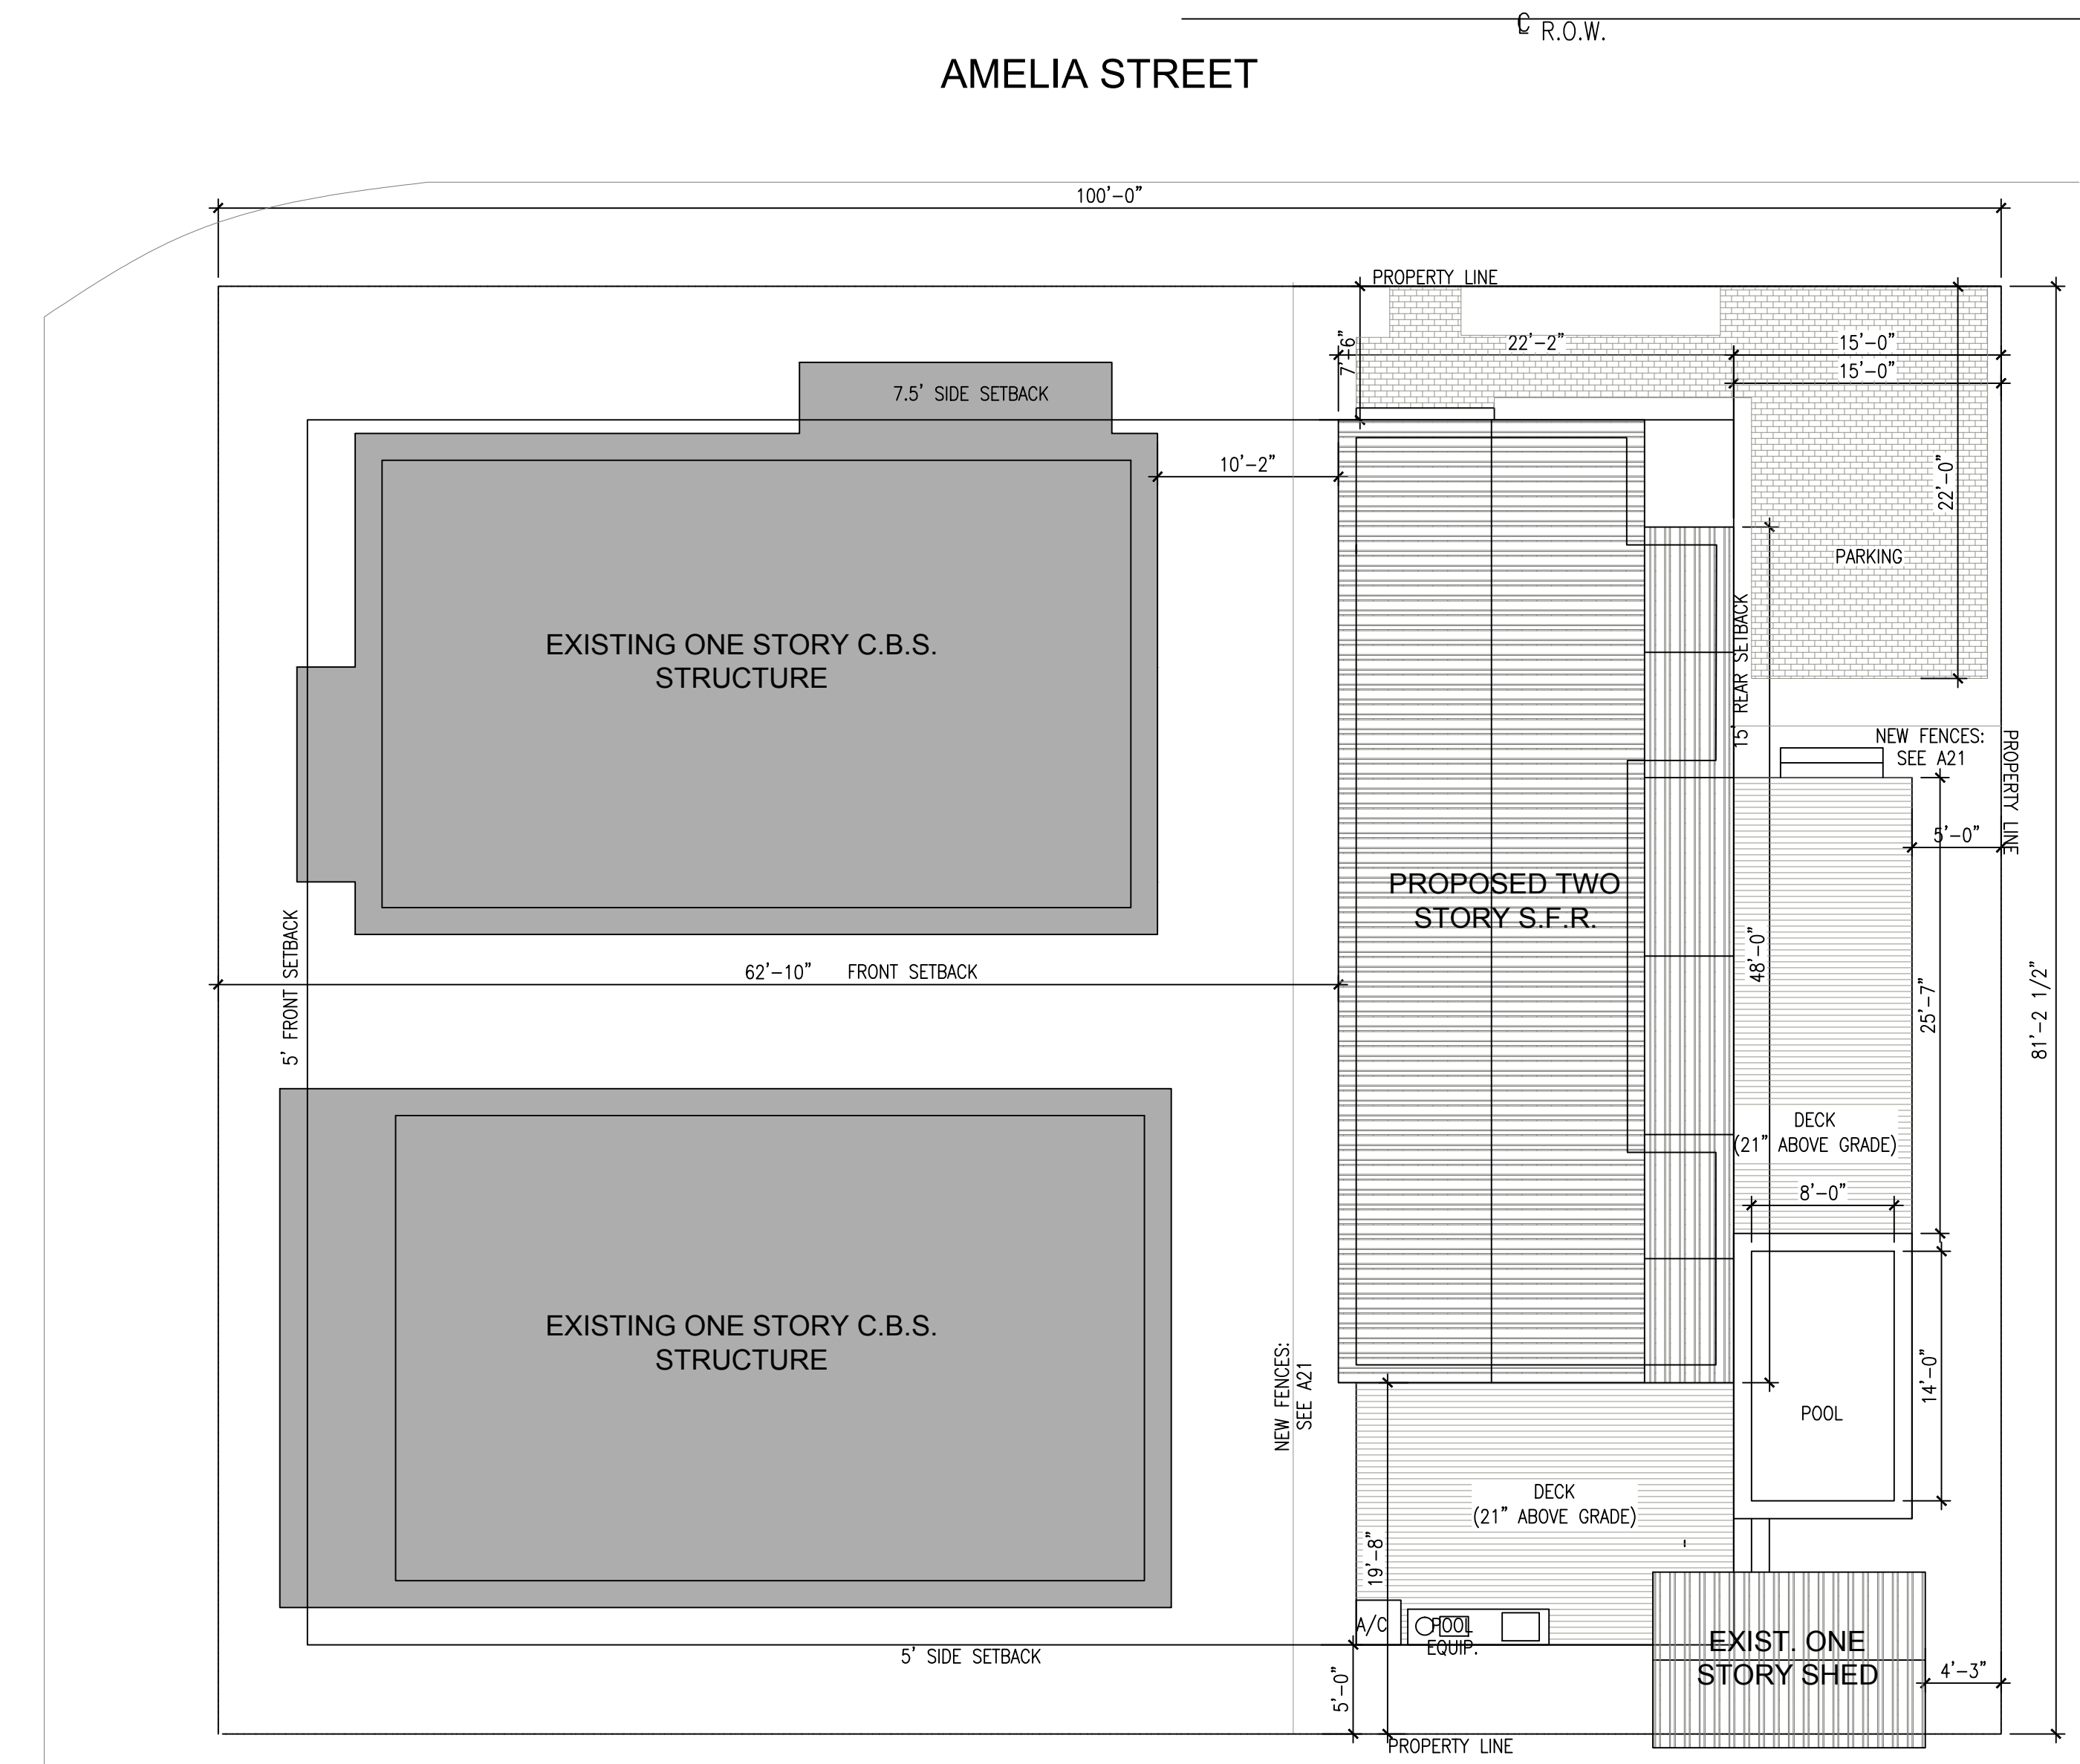 ℄ R.O.W.
AMELIA STREET
100'-0"
PROPERTY LINE
7'-6"
22'-2"
15'-0"
15'-0"
7.5' SIDE SETBACK
10'-2"
22'-0"
PARKING
15' REAR SETBACK
EXISTING ONE STORY C.B.S.
STRUCTURE
NEW FENCES:
SEE A21
PROPERTY LINE
5'-0"
PROPOSED TWO
STORY S.F.R.
48'-0"
25'-7"
81'-2 1/2"
5' FRONT SETBACK
62'-10" FRONT SETBACK
DECK
(21" ABOVE GRADE)
8'-0"
EXISTING ONE STORY C.B.S.
STRUCTURE
NEW FENCES:
SEE A21
14'-0"
POOL
DECK
(21" ABOVE GRADE)
19'-8"
A/C
POOL
EQUIP.
5' SIDE SETBACK
EXIST. ONE
STORY SHED
4'-3"
5'-0"
PROPERTY LINE